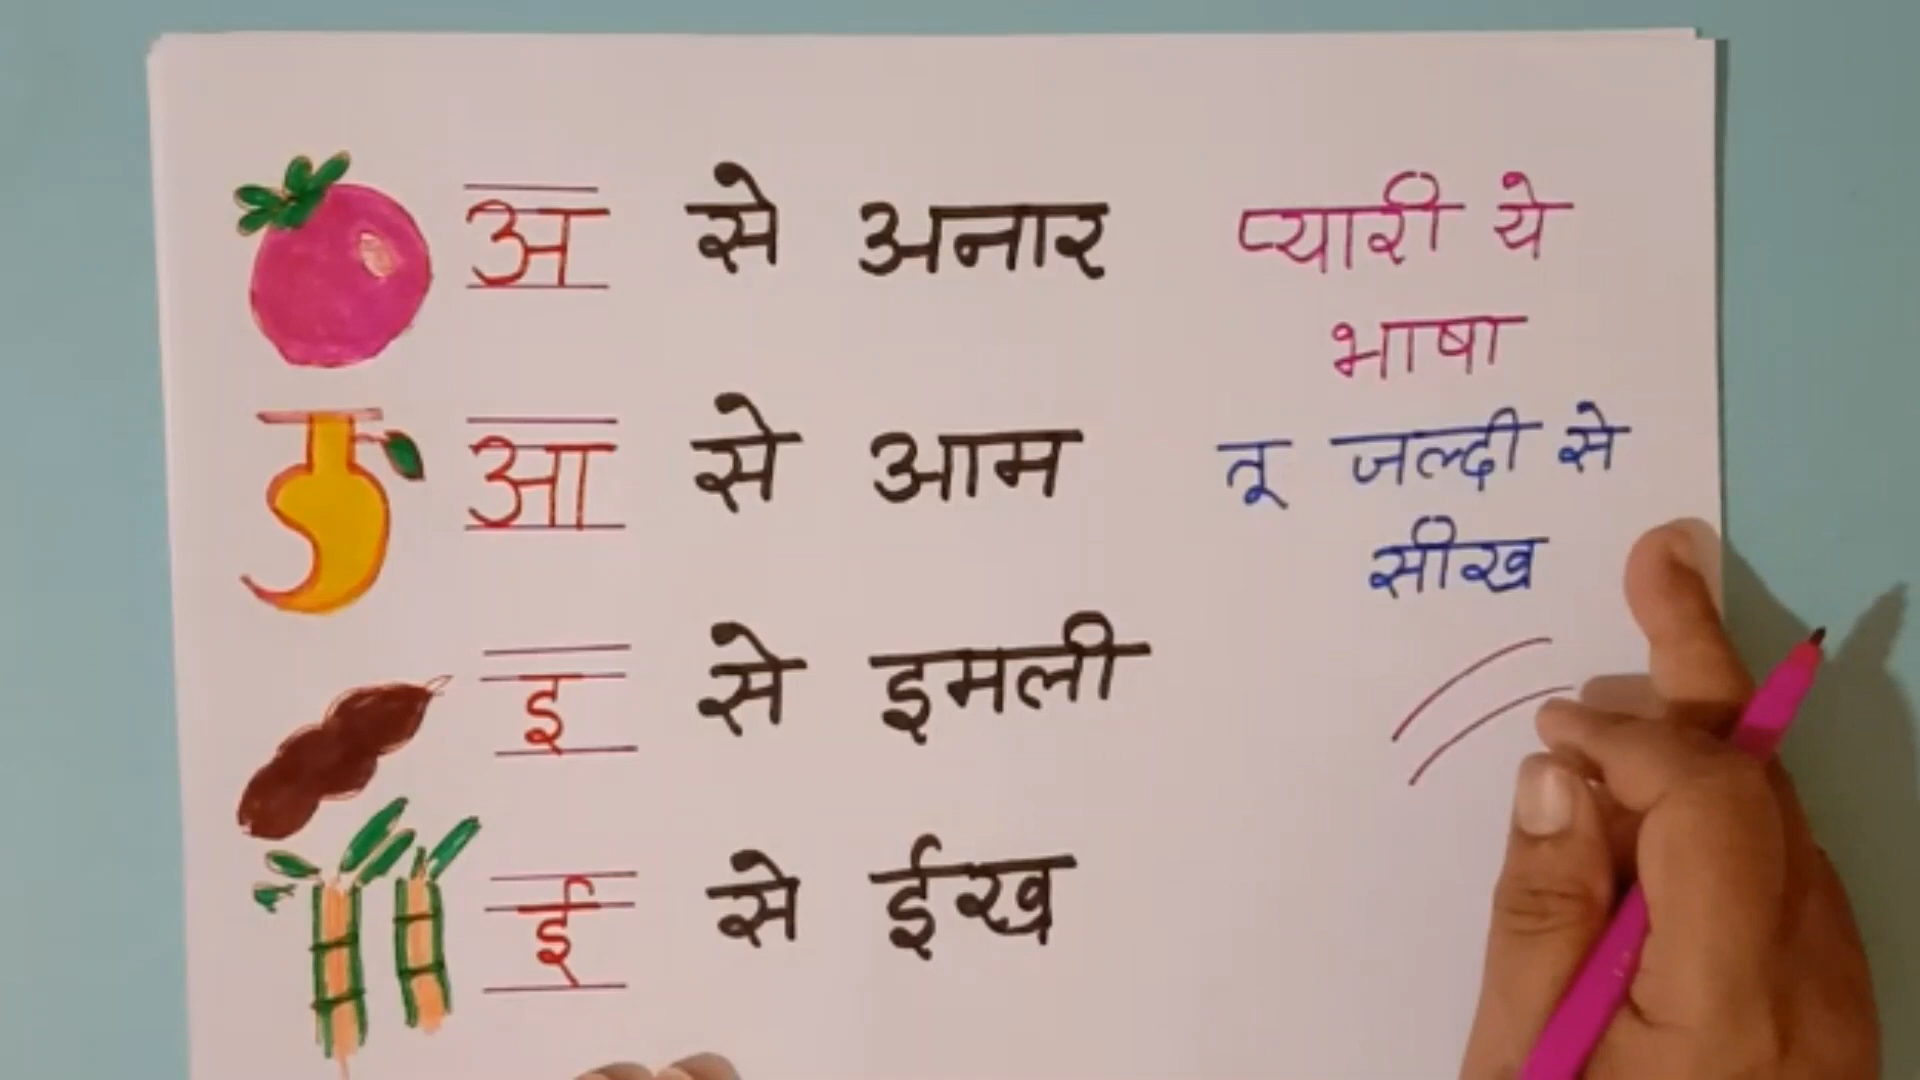 अ से अनार
प्यारी ये
भाषा
आ से आम
तू जल्दी से
सीख
इ से इमली
ई से ईख